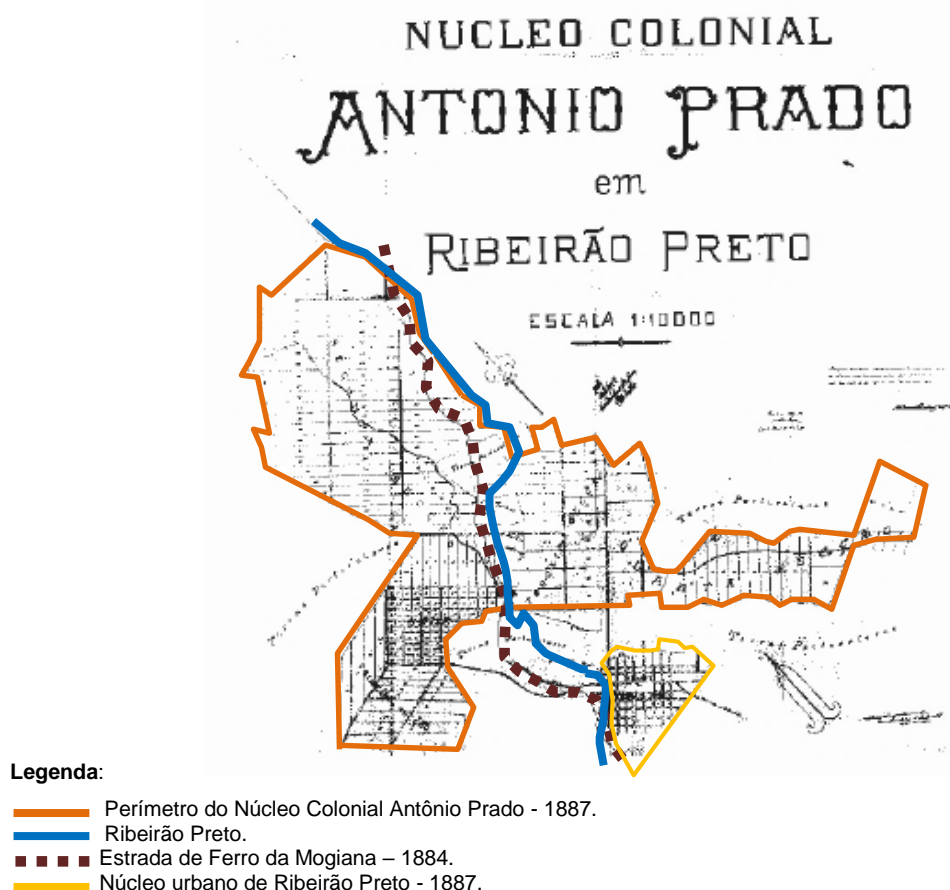 NUCLEO COLONIAL
ANTONIO PRADO
em
RIBEIRÃO PRETO
ESCALA 1:10000
Legenda:
Perímetro do Núcleo Colonial Antônio Prado - 1887.
Ribeirão Preto.
Estrada de Ferro da Mogiana – 1884.
Núcleo urbano de Ribeirão Preto - 1887.